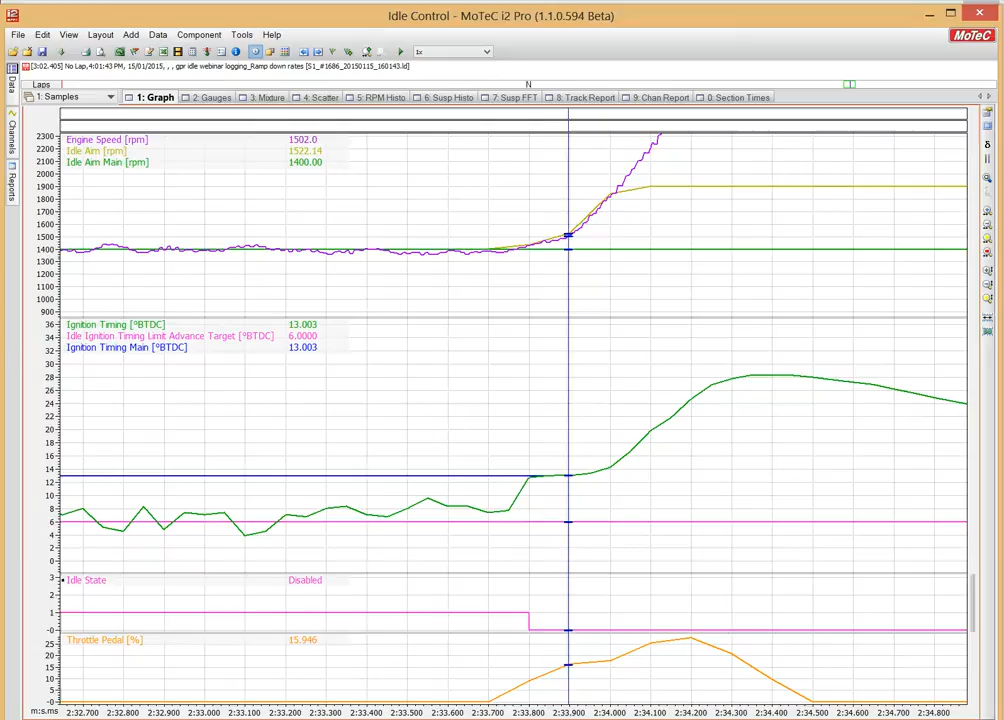 Idle Control - MoTeC i2 Pro (1.1.0.594 Beta)
File Edit View Layout Add Data Component Tools Help
MoTeC
1x
[3:02.405] No Lap,4:01:43 PM, 15/01/2015, , , gpr idle webinar logging_Ramp down rates [S1_#1686_20150115_160143.ld]
Laps N
1: Samples 1: Graph 2: Gauges 3: Mixture 4: Scatter 5: RPM Histo 6: Susp Histo 7: Susp FFT 8: Track Report 9: Chan Report 0: Section Times
Data
Channels
Reports
Engine Speed [rpm] 1502.0
Idle Aim [rpm] 1522.14
Idle Aim Main [rpm] 1400.00
2300
2200
2100
2000
1900
1800
1700
1600
1500
1400
1300
1200
1100
1000
900
Ignition Timing [ºBTDC] 13.003
Idle Ignition Timing Limit Advance Target [ºBTDC] 6.0000
Ignition Timing Main [ºBTDC] 13.003
36
34
32
30
28
26
24
22
20
18
16
14
12
10
8
6
4
2
0
Idle State Disabled
3
2
1
-0
Throttle Pedal [%] 15.946
25
20
15
10
5
-0
m:s.ms 2:32.700 2:32.800 2:32.900 2:33.000 2:33.100 2:33.200 2:33.300 2:33.400 2:33.500 2:33.600 2:33.700 2:33.800 2:33.900 2:34.000 2:34.100 2:34.200 2:34.300 2:34.400 2:34.500 2:34.600 2:34.700 2:34.800